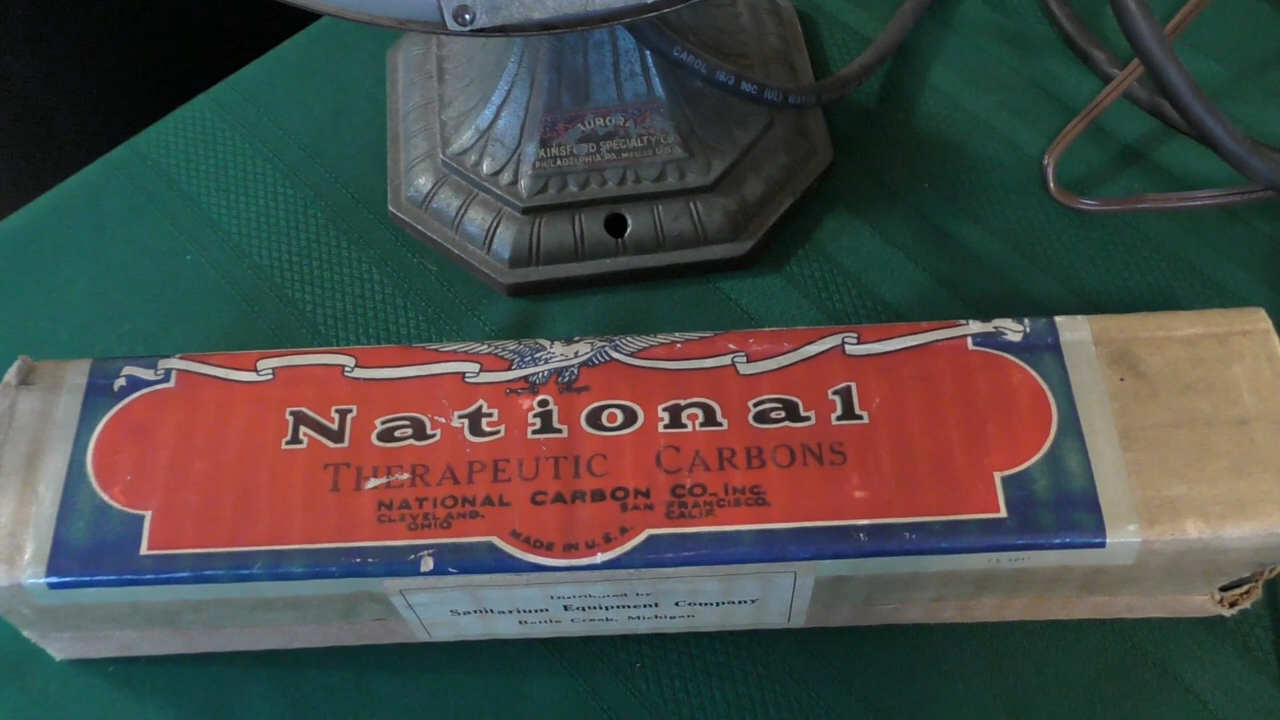 CAROL 18/3 90C (UL) WATER
AURORA
KINSFORD SPECIALTY CO.
PHILADELPHIA, PA. MFG. IN U.S.A.
National
THERAPEUTIC CARBONS
NATIONAL CARBON CO., INC.
CLEVELAND, OHIO
SAN FRANCISCO, CALIF.
MADE IN U.S.A.
Distributed by
Sanitarium Equipment Company
Battle Creek, Michigan